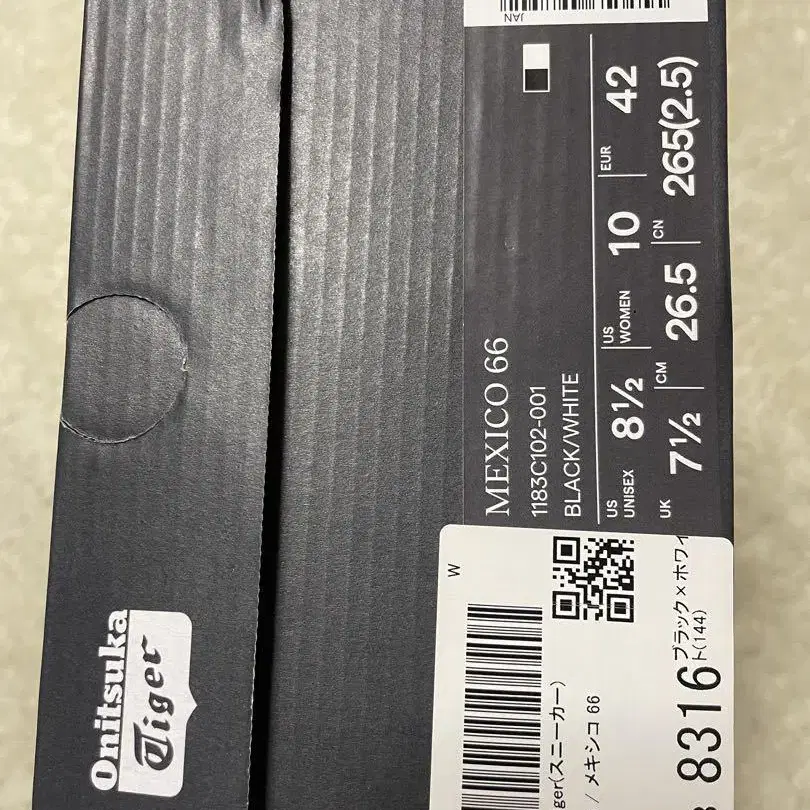 Onitsuka
Tiger
JAN
MEXICO 66
1183C102-001
BLACK/WHITE
US UNISEX 8½ US WOMEN 10 EUR 42
UK 7½ CM 26.5 CN 265(2.5)
W
ger(スニーカー)
/ メキシコ 66
8316
ブラック×ホワイ
ト(144)